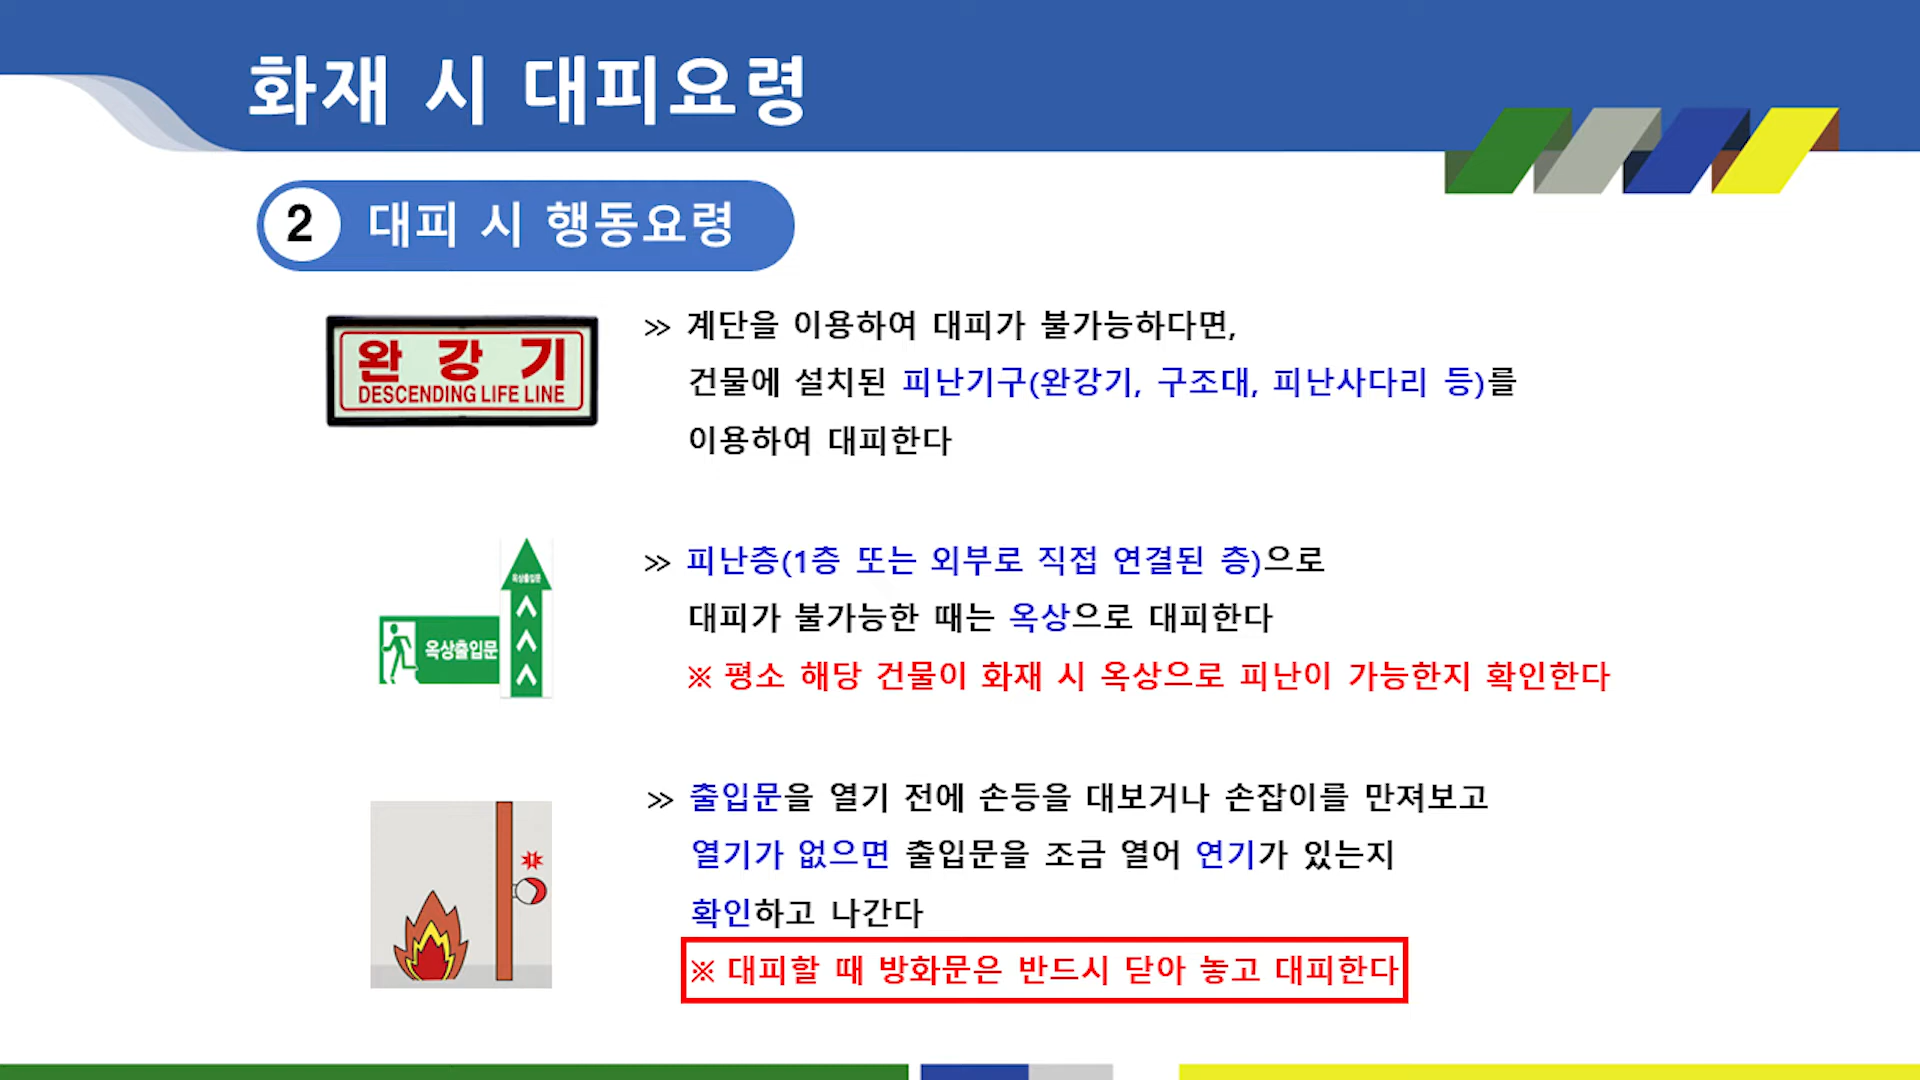 화재 시 대피요령
2 대피 시 행동요령
완 강 기
DESCENDING LIFE LINE
>> 계단을 이용하여 대피가 불가능하다면,
건물에 설치된 피난기구(완강기, 구조대, 피난사다리 등)를
이용하여 대피한다
옥상출입문
옥상출입문
>> 피난층(1층 또는 외부로 직접 연결된 층)으로
대피가 불가능한 때는 옥상으로 대피한다
※ 평소 해당 건물이 화재 시 옥상으로 피난이 가능한지 확인한다
>> 출입문을 열기 전에 손등을 대보거나 손잡이를 만져보고
열기가 없으면 출입문을 조금 열어 연기가 있는지
확인하고 나간다
※ 대피할 때 방화문은 반드시 닫아 놓고 대피한다